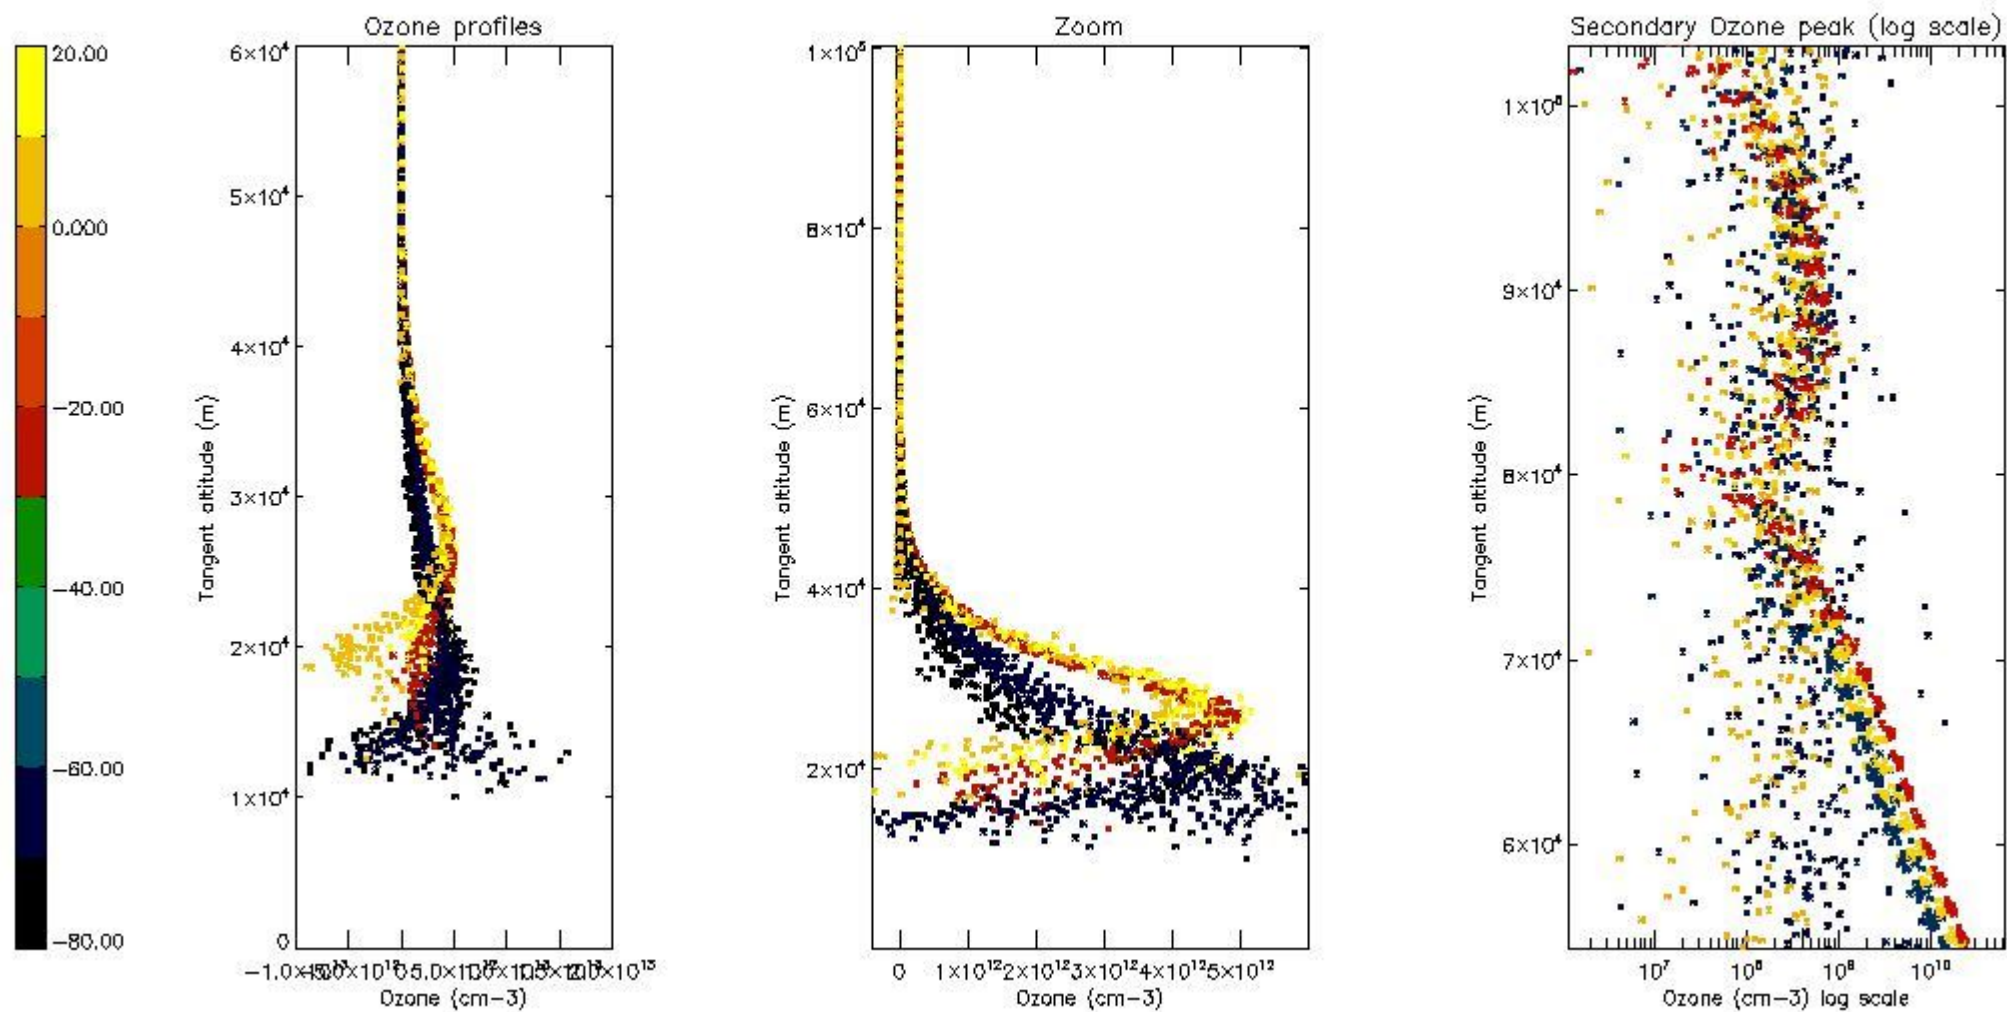 Ozone profiles
Zoom
Secondary Ozone peak (log scale)
20.00
0.000
−20.00
−40.00
−60.00
−80.00
6×10⁴
5×10⁴
4×10⁴
3×10⁴
2×10⁴
1×10⁴
0
Tangent altitude (m)
Ozone (cm−3)
1×10⁵
8×10⁴
6×10⁴
4×10⁴
2×10⁴
Tangent altitude (m)
0 1×10¹² 2×10¹² 3×10¹² 4×10¹² 5×10¹²
Ozone (cm−3)
9×10⁴
8×10⁴
7×10⁴
6×10⁴
Tangent altitude (m)
10⁷ 10⁸ 10⁹ 10¹⁰
Ozone (cm−3) log scale